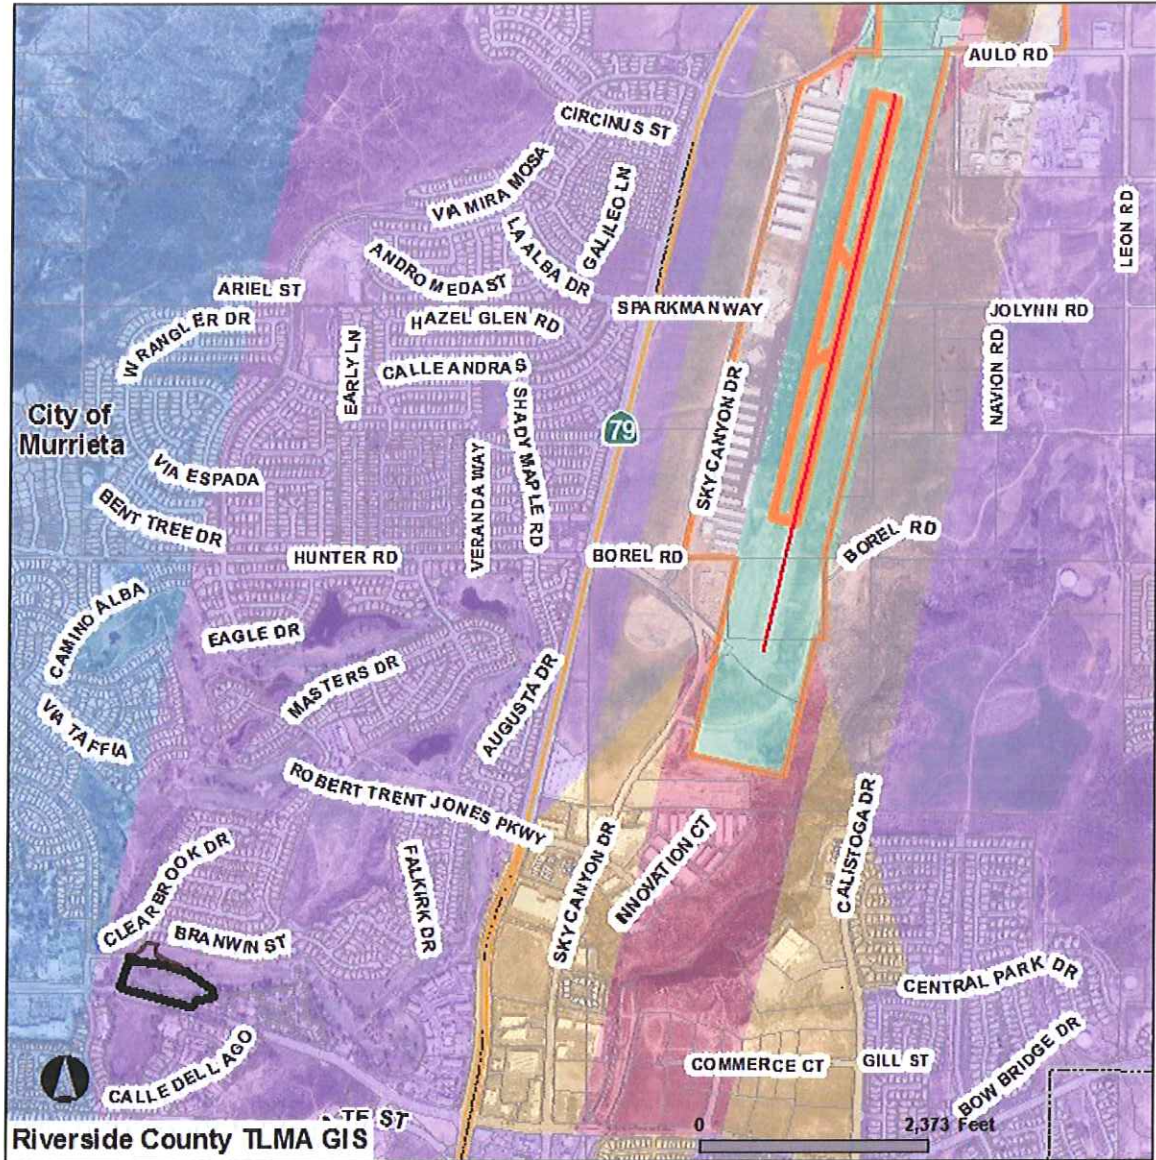 AULD RD
CIRCINUS ST
VIA MIRA MOSA
GALILEO LN
LA ALBA DR
LEON RD
ANDROMEDA ST
ARIEL ST
SPARKMAN WAY
JOLYNN RD
WRANGLER DR
HAZEL GLEN RD
EARLY LN
CALLE ANDRAS
NAVION RD
SHADY MAPLE RD
SKY CANYON DR
City of
Murrieta
79
VIA ESPADA
VERANDA WAY
BENT TREE DR
HUNTER RD
BOREL RD
BOREL RD
CAMINO ALBA
EAGLE DR
MASTERS DR
AUGUSTA DR
VIA TAFFIA
ROBERT TRENT JONES PKWY
CALISTOGA DR
SKY CANYON DR
INNOVATION CT
CLEARBROOK DR
FALKIRK DR
BRANWIN ST
CENTRAL PARK DR
CALLE DEL LAGO
COMMERCE CT
GILL ST
BOW BRIDGE DR
TE ST
0 2,373 Feet
Riverside County TLMA GIS